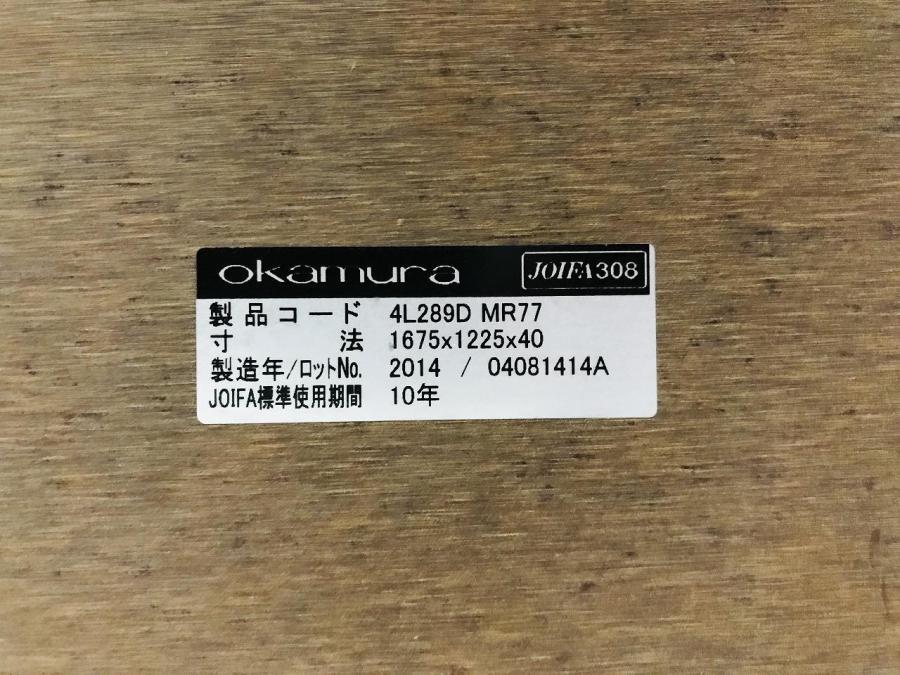 okamura JOIFA308
製品コード 4L289D MR77
寸法 1675x1225x40
製造年/ロットNo. 2014 / 04081414A
JOIFA標準使用期間 10年